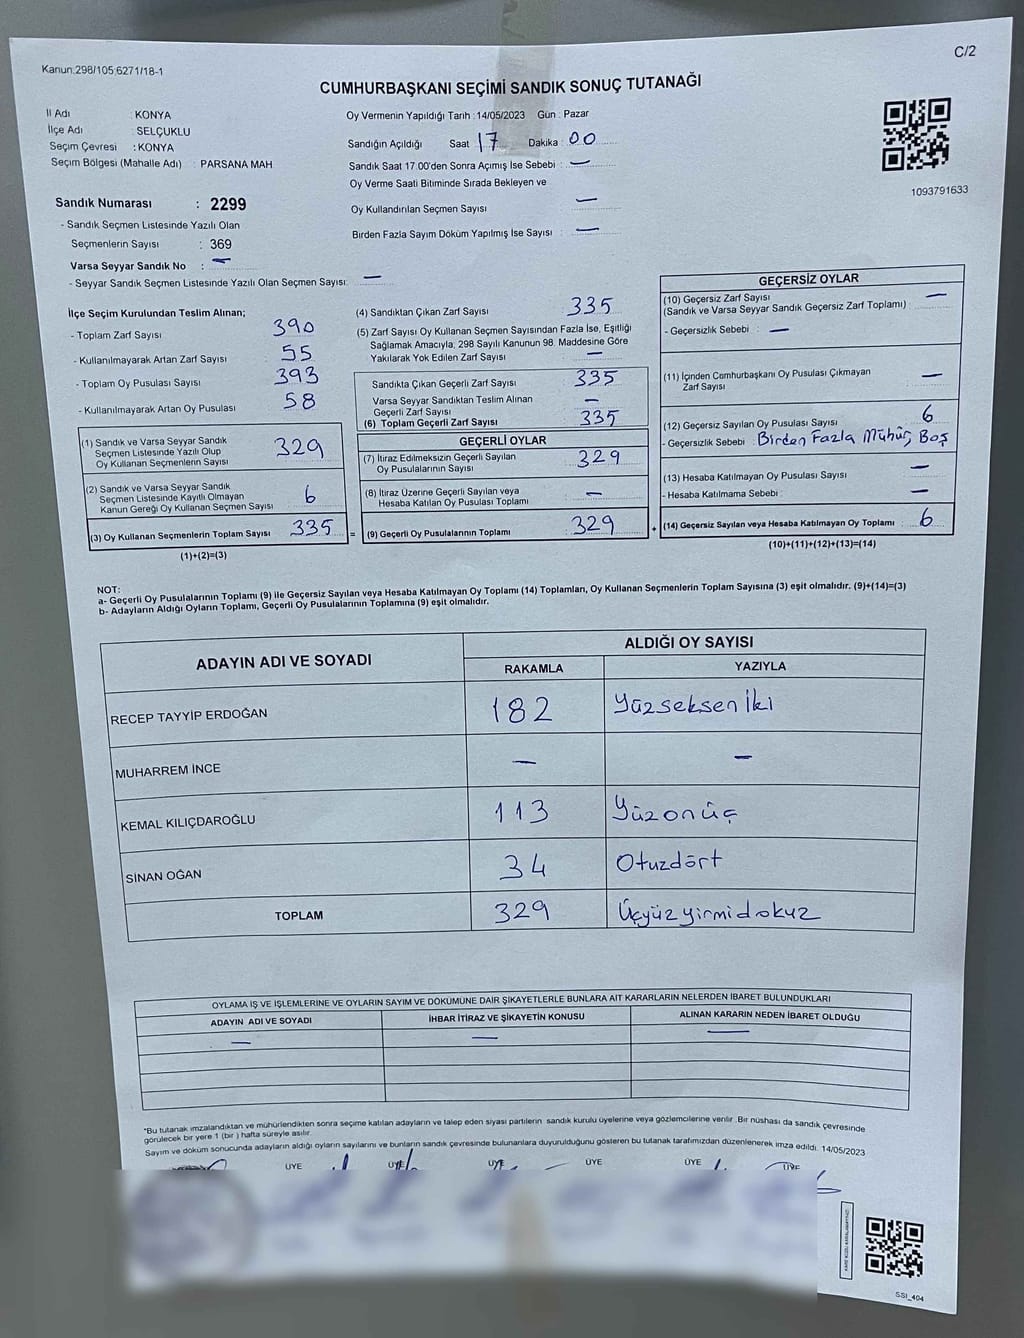 C/2
Kanun:298/105;6271/18-1
CUMHURBAŞKANI SEÇİMİ SANDIK SONUÇ TUTANAĞI
İl Adı : KONYA
İlçe Adı : SELÇUKLU
Seçim Çevresi : KONYA
Seçim Bölgesi (Mahalle Adı) : PARSANA MAH
Sandık Numarası : 2299
- Sandık Seçmen Listesinde Yazılı Olan
Seçmenlerin Sayısı : 369
Varsa Seyyar Sandık No : —
- Seyyar Sandık Seçmen Listesinde Yazılı Olan Seçmen Sayısı: —
Oy Vermenin Yapıldığı Tarih : 14/05/2023 Gün : Pazar
Sandığın Açıldığı Saat 17 Dakika : 00
Sandık Saat 17:00'den Sonra Açımış İse Sebebi : —
Oy Verme Saati Bitiminde Sırada Bekleyen ve
Oy Kullandırılan Seçmen Sayısı —
Birden Fazla Sayım Döküm Yapılmış İse Sayısı : —
1093791633
İlçe Seçim Kurulundan Teslim Alınan;
- Toplam Zarf Sayısı 390
- Kullanılmayarak Artan Zarf Sayısı 55
- Toplam Oy Pusulası Sayısı 393
- Kullanılmayarak Artan Oy Pusulası 58
(1) Sandık ve Varsa Seyyar Sandık
Seçmen Listesinde Yazılı Olup
Oy Kullanan Seçmenlerin Sayısı 329
(2) Sandık ve Varsa Seyyar Sandık
Seçmen Listesinde Kayıtlı Olmayan
Kanun Gereği Oy Kullanan Seçmen Sayısı 6
(3) Oy Kullanan Seçmenlerin Toplam Sayısı 335
(1)+(2)=(3)
(4) Sandıktan Çıkan Zarf Sayısı 335
(5) Zarf Sayısı Oy Kullanan Seçmen Sayısından Fazla İse, Eşitliği
Sağlamak Amacıyla; 298 Sayılı Kanunun 98. Maddesine Göre
Yakılarak Yok Edilen Zarf Sayısı —
Sandıkta Çıkan Geçerli Zarf Sayısı 335
Varsa Seyyar Sandıktan Teslim Alınan
Geçerli Zarf Sayısı —
(6) Toplam Geçerli Zarf Sayısı 335
GEÇERLİ OYLAR
(7) İtiraz Edilmeksizin Geçerli Sayılan
Oy Pusulalarının Sayısı 329
(8) İtiraz Üzerine Geçerli Sayılan veya
Hesaba Katılan Oy Pusulası Toplamı —
= (9) Geçerli Oy Pusulalarının Toplamı 329
GEÇERSİZ OYLAR
(10) Geçersiz Zarf Sayısı —
(Sandık ve Varsa Seyyar Sandık Geçersiz Zarf Toplamı) :
- Geçersizlik Sebebi : —
(11) İçinden Cumhurbaşkanı Oy Pusulası Çıkmayan
Zarf Sayısı —
(12) Geçersiz Sayılan Oy Pusulası Sayısı 6
- Geçersizlik Sebebi : Birden Fazla Mühür, Boş
(13) Hesaba Katılmayan Oy Pusulası Sayısı —
- Hesaba Katılmama Sebebi : —
+ (14) Geçersiz Sayılan veya Hesaba Katılmayan Oy Toplamı 6
(10)+(11)+(12)+(13)=(14)
NOT:
a- Geçerli Oy Pusulalarının Toplamı (9) ile Geçersiz Sayılan veya Hesaba Katılmayan Oy Toplamı (14) Toplamları, Oy Kullanan Seçmenlerin Toplam Sayısına (3) eşit olmalıdır. (9)+(14)=(3)
b- Adayların Aldığı Oyların Toplamı, Geçerli Oy Pusulalarının Toplamına (9) eşit olmalıdır.
ADAYIN ADI VE SOYADI ALDIĞI OY SAYISI
RAKAMLA YAZIYLA
RECEP TAYYİP ERDOĞAN 182 Yüzseksen İki
MUHARREM İNCE — —
KEMAL KILIÇDAROĞLU 113 Yüzonüç
SİNAN OĞAN 34 Otuzdört
TOPLAM 329 Üçyüzyirmidokuz
OYLAMA İŞ VE İŞLEMLERİNE VE OYLARIN SAYIM VE DÖKÜMÜNE DAİR ŞİKAYETLERLE BUNLARA AİT KARARLARIN NELERDEN İBARET BULUNDUKLARI
ADAYIN ADI VE SOYADI İHBAR İTİRAZ VE ŞİKAYETİN KONUSU ALINAN KARARIN NEDEN İBARET OLDUĞU
— — —
*Bu tutanak imzalandıktan ve mühürlendikten sonra seçime katılan adayların ve talep eden siyasi partilerin sandık kurulu üyelerine veya gözlemcilerine verilir. Bir nüshası da sandık çevresinde
görülecek bir yere 1 (bir) hafta süreyle asılır.
Sayım ve döküm sonucunda adayların aldığı oyların sayılarını ve bunların sandık çevresinde bulunanlara duyurulduğunu gösteren bu tutanak tarafımızdan düzenlenerek imza edildi. 14/05/2023
ÜYE ÜYE ÜYE ÜYE ÜYE ÜYE
SSI_404